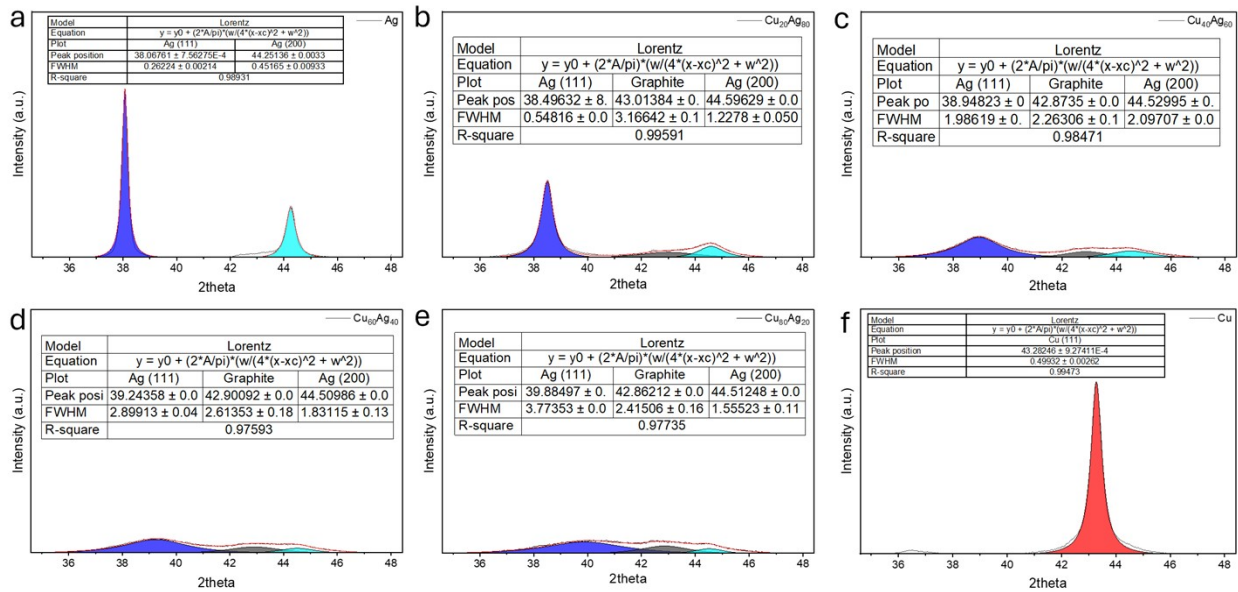 a
Ag
Model Lorentz
Equation y = y0 + (2*A/pi)*(w/(4*(x-xc)^2 + w^2))
Plot Ag (111) Ag (200)
Peak position 38.06761 ± 7.56275E-4 44.25136 ± 0.0033
FWHM 0.26224 ± 0.00214 0.45165 ± 0.00933
R-square 0.98931
Intensity (a.u.)
36 38 40 42 44 46 48
2theta
b
Cu20Ag80
Model Lorentz
Equation y = y0 + (2*A/pi)*(w/(4*(x-xc)^2 + w^2))
Plot Ag (111) Graphite Ag (200)
Peak pos 38.49632 ± 8. 43.01384 ± 0. 44.59629 ± 0.0
FWHM 0.54816 ± 0.0 3.16642 ± 0.1 1.2278 ± 0.050
R-square 0.99591
Intensity (a.u.)
36 38 40 42 44 46 48
2theta
c
Cu40Ag60
Model Lorentz
Equation y = y0 + (2*A/pi)*(w/(4*(x-xc)^2 + w^2))
Plot Ag (111) Graphite Ag (200)
Peak po 38.94823 ± 0 42.8735 ± 0.0 44.52995 ± 0.
FWHM 1.98619 ± 0. 2.26306 ± 0.1 2.09707 ± 0.0
R-square 0.98471
Intensity (a.u.)
36 38 40 42 44 46 48
2theta
d
Cu60Ag40
Model Lorentz
Equation y = y0 + (2*A/pi)*(w/(4*(x-xc)^2 + w^2))
Plot Ag (111) Graphite Ag (200)
Peak posi 39.24358 ± 0.0 42.90092 ± 0.0 44.50986 ± 0.0
FWHM 2.89913 ± 0.04 2.61353 ± 0.18 1.83115 ± 0.13
R-square 0.97593
Intensity (a.u.)
36 38 40 42 44 46 48
2theta
e
Cu80Ag20
Model Lorentz
Equation y = y0 + (2*A/pi)*(w/(4*(x-xc)^2 + w^2))
Plot Ag (111) Graphite Ag (200)
Peak posi 39.88497 ± 0. 42.86212 ± 0.0 44.51248 ± 0.0
FWHM 3.77353 ± 0.0 2.41506 ± 0.16 1.55523 ± 0.11
R-square 0.97735
Intensity (a.u.)
36 38 40 42 44 46 48
2theta
f
Cu
Model Lorentz
Equation y = y0 + (2*A/pi)*(w/(4*(x-xc)^2 + w^2))
Plot Cu (111)
Peak position 43.28246 ± 9.27411E-4
FWHM 0.49932 ± 0.00262
R-square 0.99473
Intensity (a.u.)
36 38 40 42 44 46 48
2theta